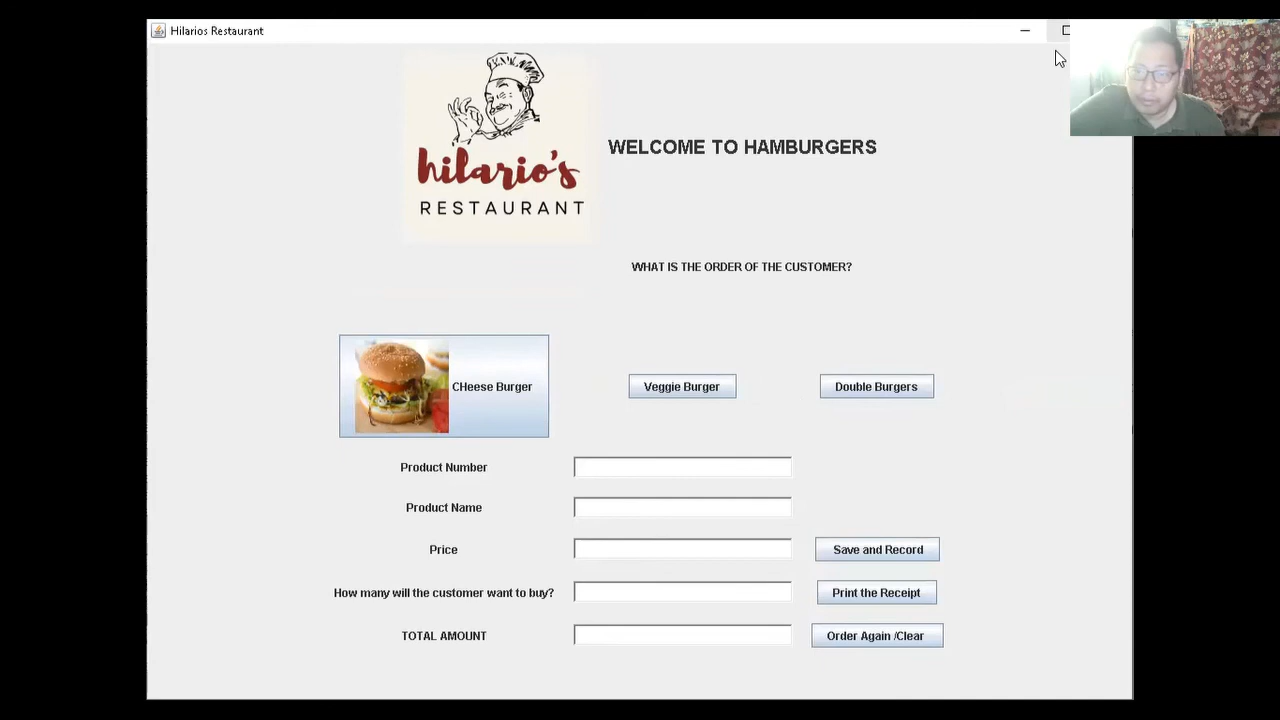 Hilarios Restaurant
hilario's
RESTAURANT
WELCOME TO HAMBURGERS
WHAT IS THE ORDER OF THE CUSTOMER?
CHeese Burger
Veggie Burger
Double Burgers
Product Number
Product Name
Price
Save and Record
How many will the customer want to buy?
Print the Receipt
TOTAL AMOUNT
Order Again /Clear